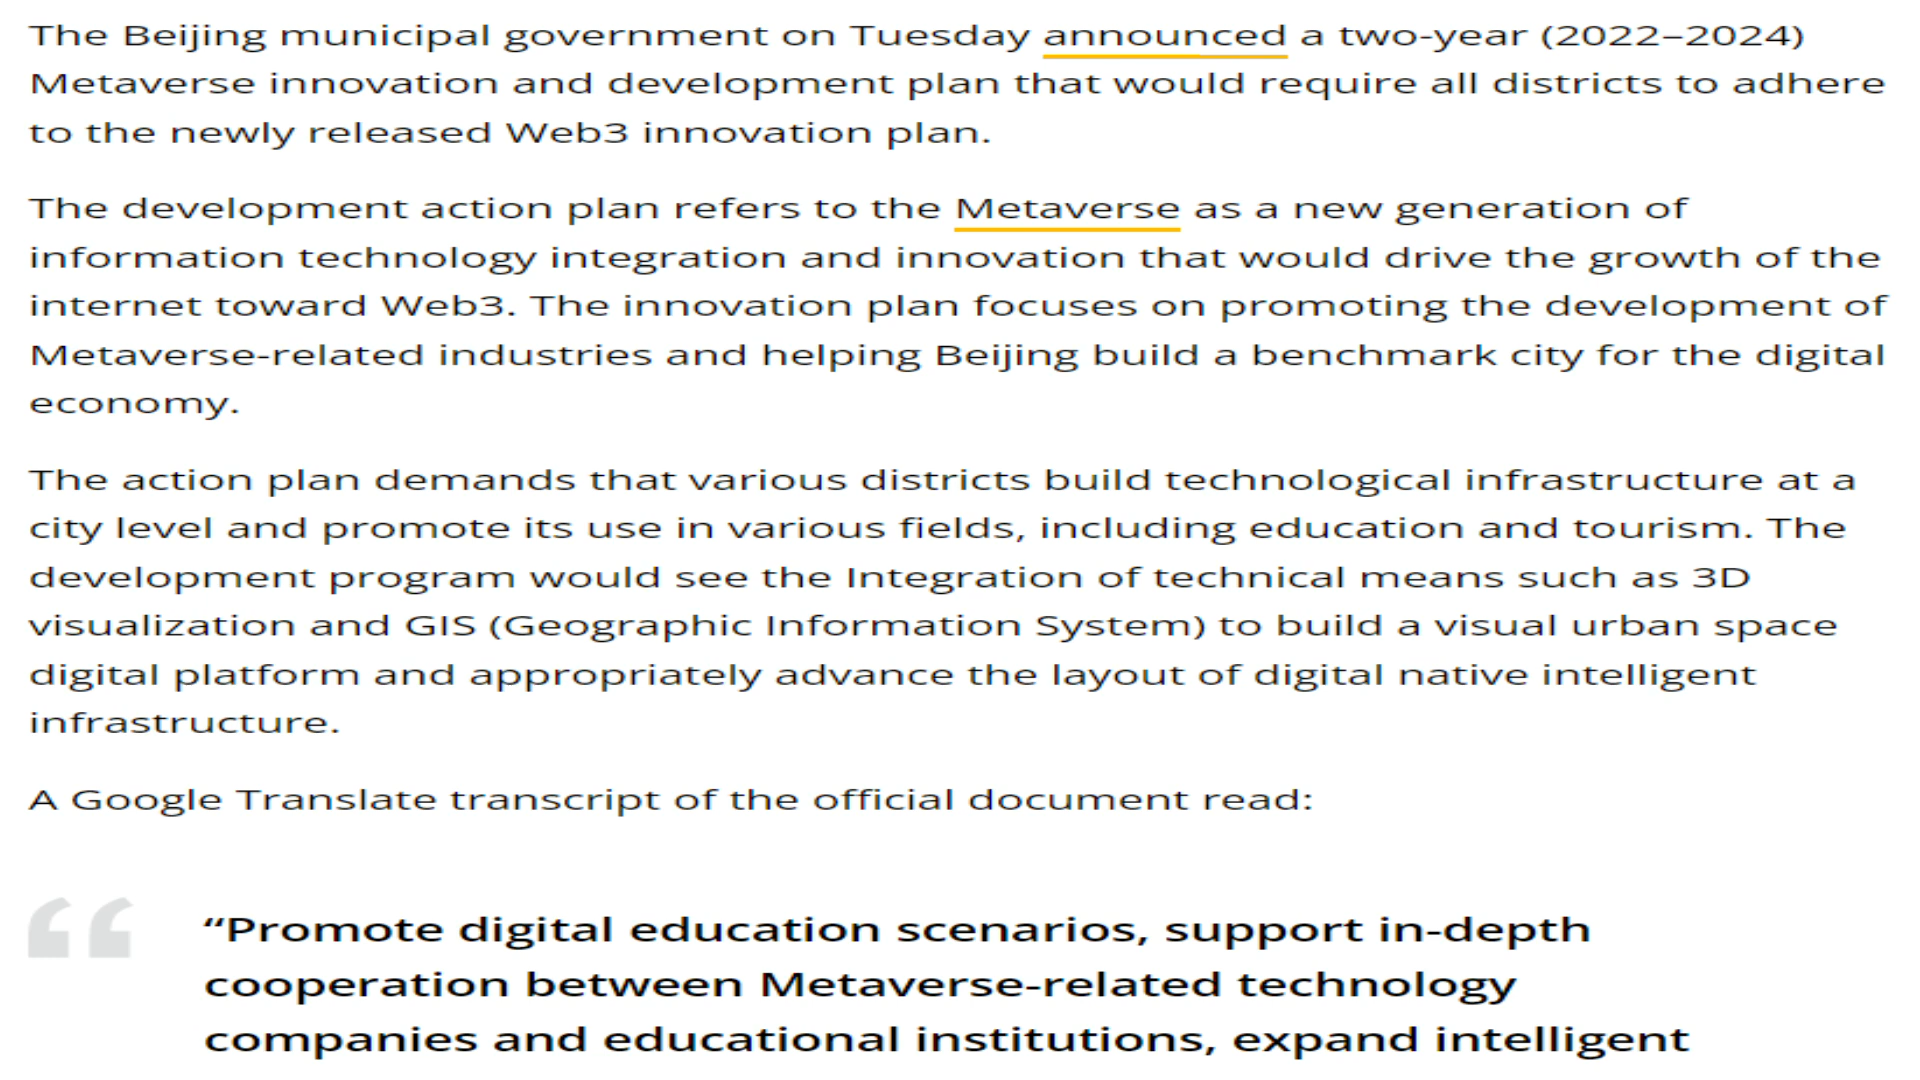 The Beijing municipal government on Tuesday announced a two-year (2022–2024)
Metaverse innovation and development plan that would require all districts to adhere
to the newly released Web3 innovation plan.
The development action plan refers to the Metaverse as a new generation of
information technology integration and innovation that would drive the growth of the
internet toward Web3. The innovation plan focuses on promoting the development of
Metaverse-related industries and helping Beijing build a benchmark city for the digital
economy.
The action plan demands that various districts build technological infrastructure at a
city level and promote its use in various fields, including education and tourism. The
development program would see the Integration of technical means such as 3D
visualization and GIS (Geographic Information System) to build a visual urban space
digital platform and appropriately advance the layout of digital native intelligent
infrastructure.
A Google Translate transcript of the official document read:
“Promote digital education scenarios, support in-depth
cooperation between Metaverse-related technology
companies and educational institutions, expand intelligent